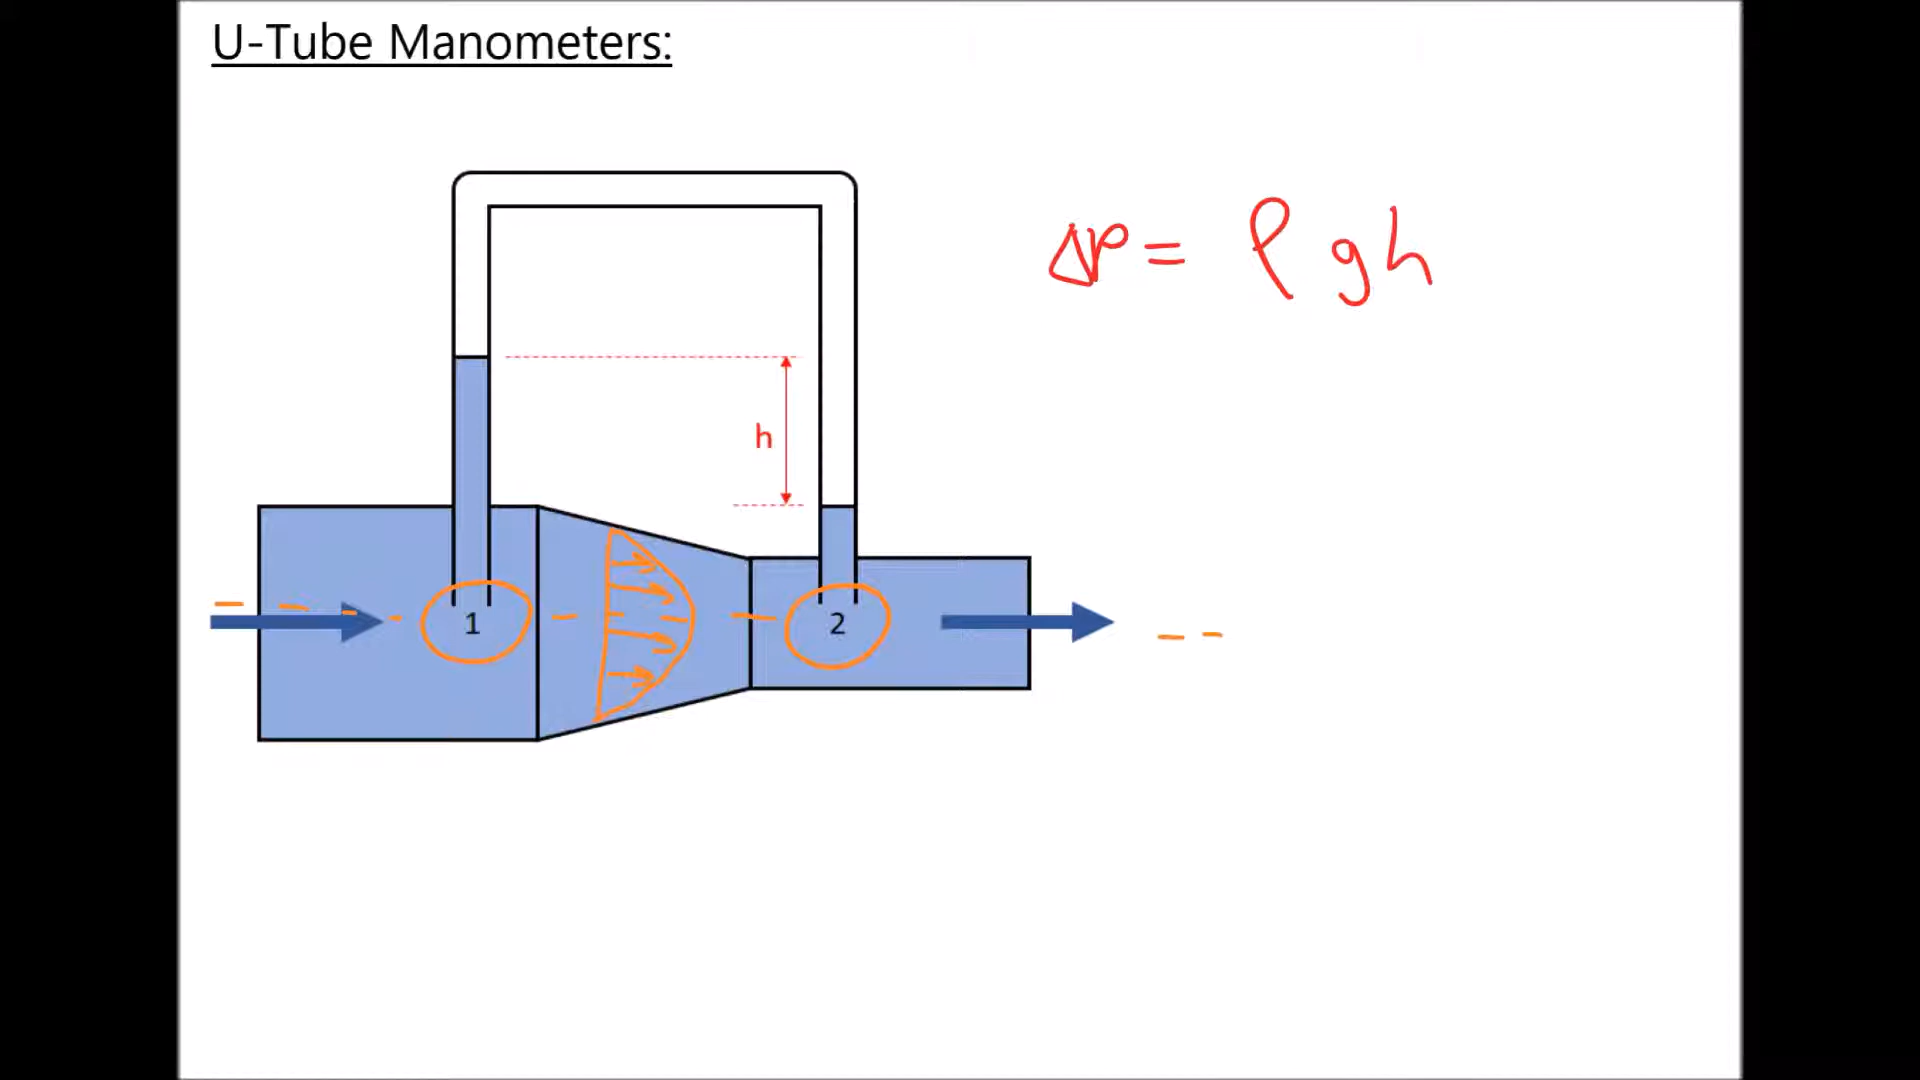 U-Tube Manometers:
ΔP = ρgh
h
1
2